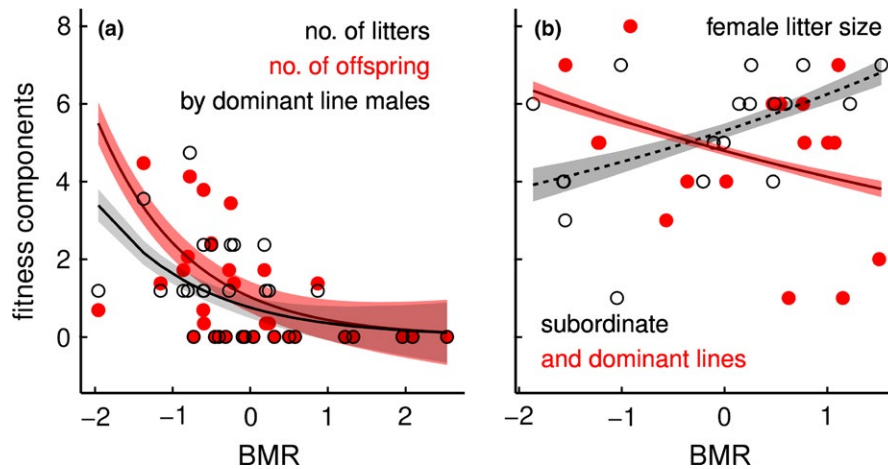 fitness components
8
6
4
2
0
(a)
no. of litters
no. of offspring
by dominant line males
−2
−1
0
1
2
BMR
(b)
female litter size
subordinate
and dominant lines
−2
−1
0
1
BMR